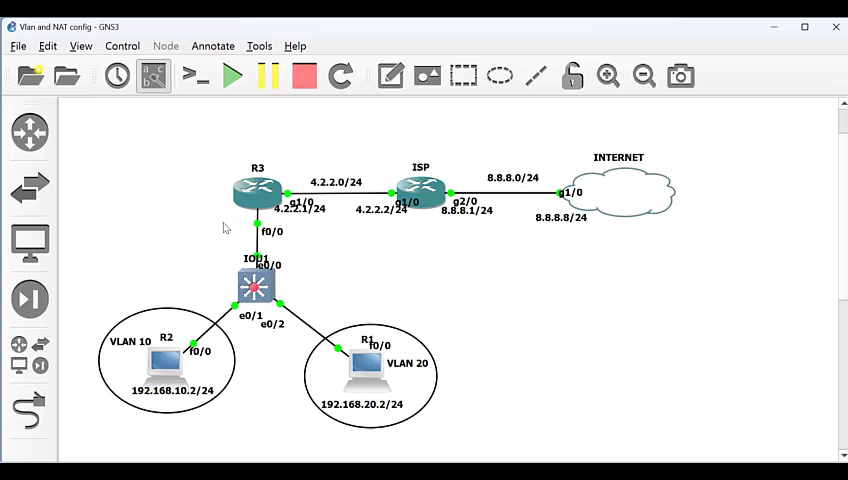 Vlan and NAT config - GNS3
File Edit View Control Node Annotate Tools Help
INTERNET
R3
ISP
4.2.2.0/24
8.8.8.0/24
g1/0
g1/0
g2/0
g1/0
4.2.2.1/24
4.2.2.2/24
8.8.8.1/24
8.8.8.8/24
f0/0
IOU1
e0/0
e0/1
e0/2
VLAN 10
R2
f0/0
192.168.10.2/24
R1
f0/0
VLAN 20
192.168.20.2/24